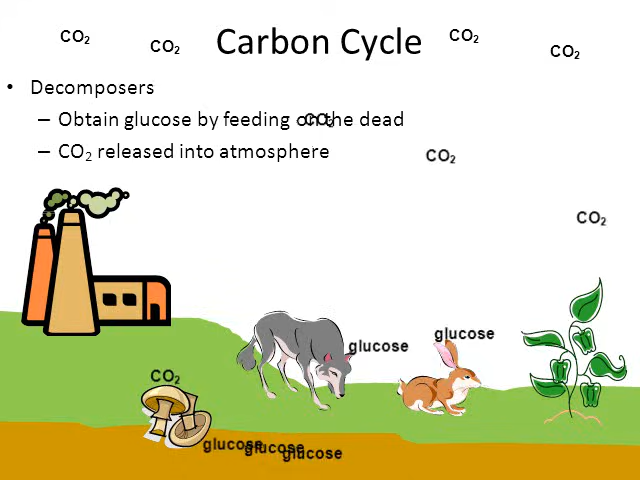 CO₂
CO₂
Carbon Cycle
CO₂
CO₂
• Decomposers
– Obtain glucose by feeding on the dead
CO₂
– CO₂ released into atmosphere
CO₂
CO₂
glucose
glucose
CO₂
glucose
glucose
glucose